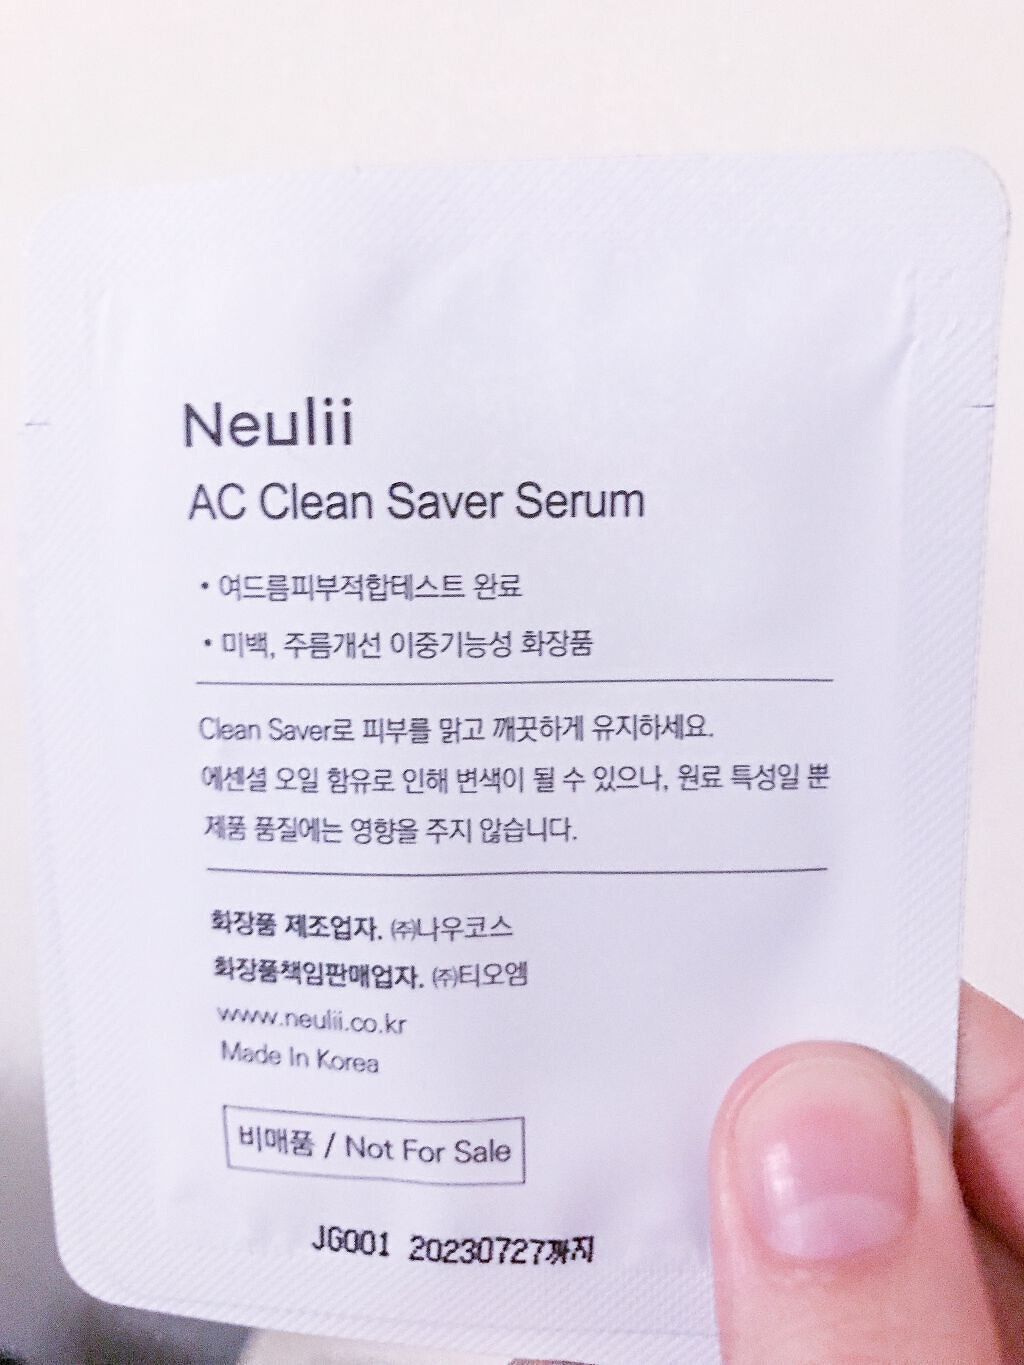 Neulii
AC Clean Saver Serum
• 여드름피부적합테스트 완료
• 미백, 주름개선 이중기능성 화장품
Clean Saver로 피부를 맑고 깨끗하게 유지하세요.
에센셜 오일 함유로 인해 변색이 될 수 있으나, 원료 특성일 뿐
제품 품질에는 영향을 주지 않습니다.
화장품 제조업자. ㈜나우코스
화장품책임판매업자. ㈜티오엠
www.neulii.co.kr
Made In Korea
비매품 / Not For Sale
JG001 20230727까지